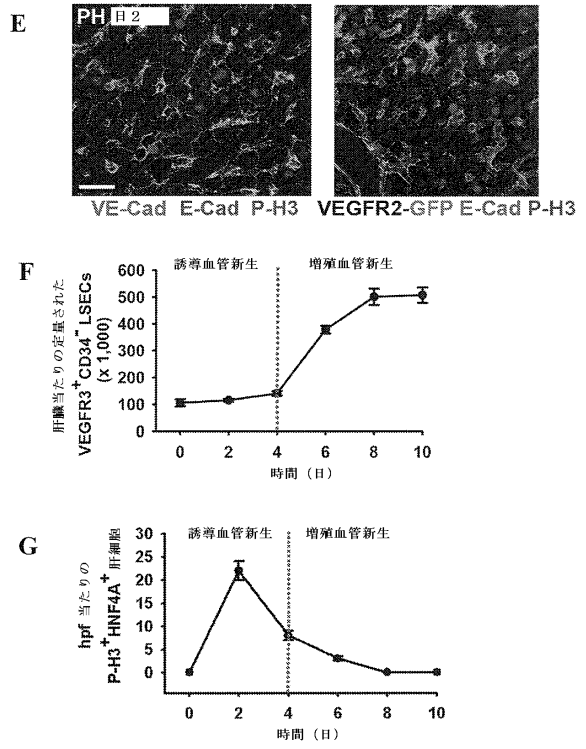 E
PH 日2
VE-Cad E-Cad P-H3
VEGFR2-GFP E-Cad P-H3
F
誘導血管新生
増殖血管新生
肝臓当たりの定量された
VEGFR3⁺CD34⁻ LSECs
(x 1,000)
600
500
400
300
200
100
0
0 2 4 6 8 10
時間（日）
G
誘導血管新生
増殖血管新生
hpf 当たりの
P-H3⁺HNF4A⁺ 肝細胞
30
25
20
15
10
5
0
0 2 4 6 8 10
時間（日）